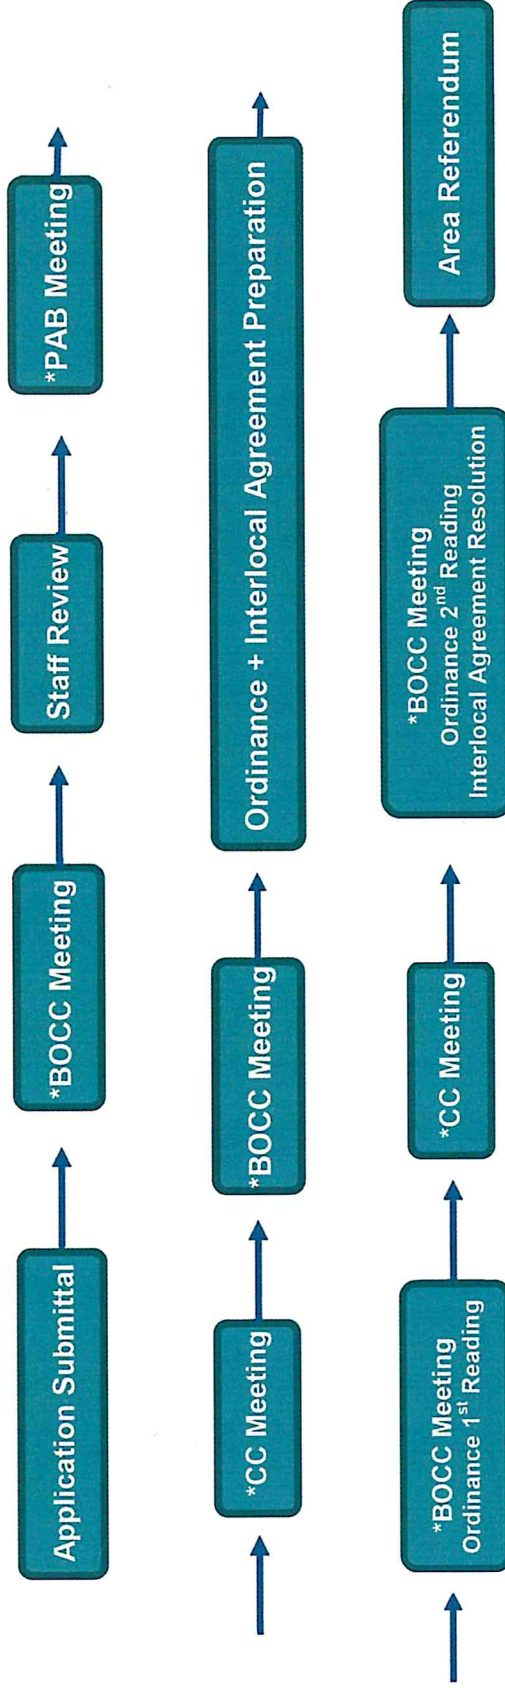 Application Submittal
*BOCC Meeting
Staff Review
*PAB Meeting
*CC Meeting
*BOCC Meeting
Ordinance + Interlocal Agreement Preparation
*BOCC Meeting
Ordinance 1st Reading
*CC Meeting
*BOCC Meeting
Ordinance 2nd Reading
Interlocal Agreement Resolution
Area Referendum